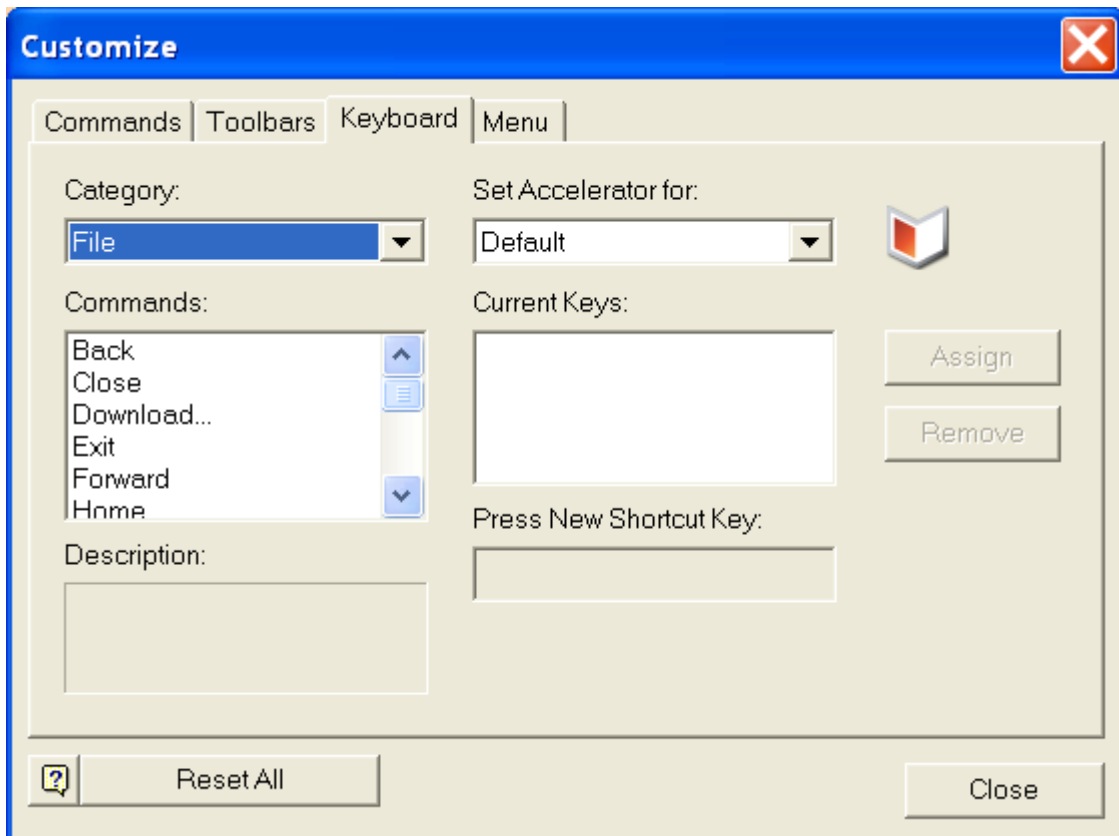 Customize
Commands Toolbars Keyboard Menu
Category:
File
Set Accelerator for:
Default
Commands:
Back
Close
Download...
Exit
Forward
Home
Current Keys:
Assign
Remove
Description:
Press New Shortcut Key:
Reset All
Close